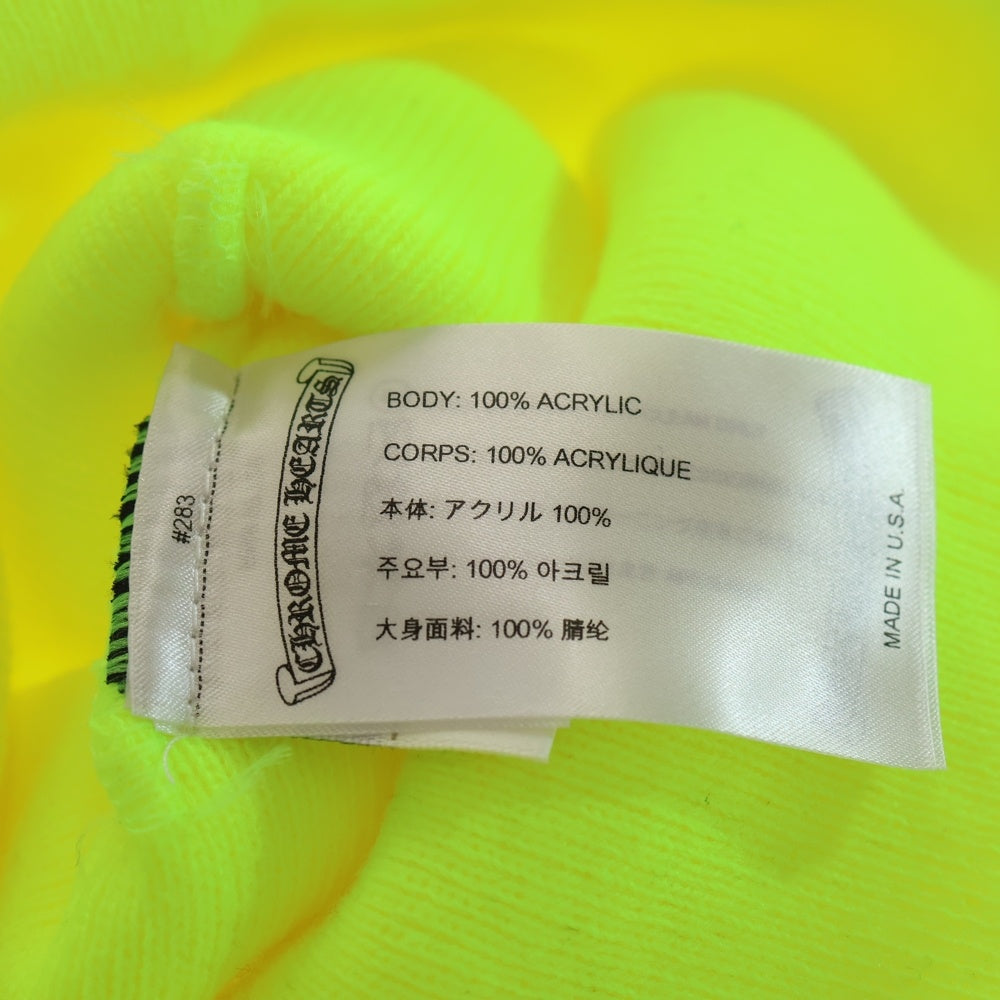 #283
CHROME HEARTS
BODY: 100% ACRYLIC
CORPS: 100% ACRYLIQUE
本体: アクリル 100%
주요부: 100% 아크릴
大身面料: 100% 腈纶
MADE IN U.S.A.